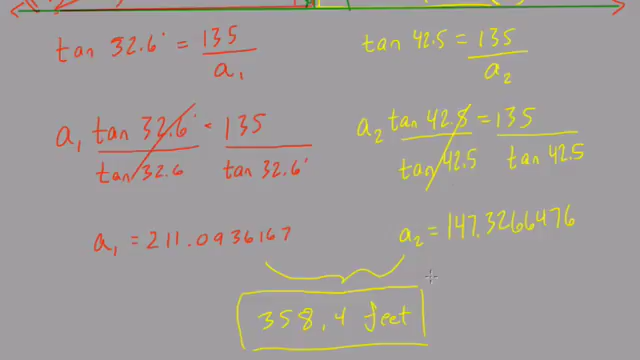 tan 32.6° = 135 / a₁
a₁ tan 32.6° = 135
tan 32.6 tan 32.6°
a₁ = 211.0936167
tan 42.5 = 135 / a₂
a₂ tan 42.5 = 135
tan 42.5 tan 42.5
a₂ = 147.3266476
358.4 feet